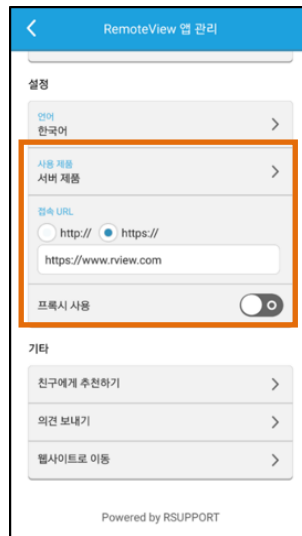 RemoteView 앱 관리
설정
언어
한국어
사용 제품
서버 제품
접속 URL
http:// https://
https://www.rview.com
프록시 사용
기타
친구에게 추천하기
의견 보내기
웹사이트로 이동
Powered by RSUPPORT